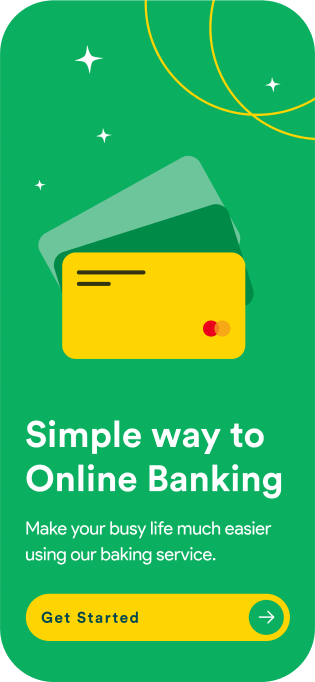 Simple way to
Online Banking
Make your busy life much easier
using our baking service.
Get Started